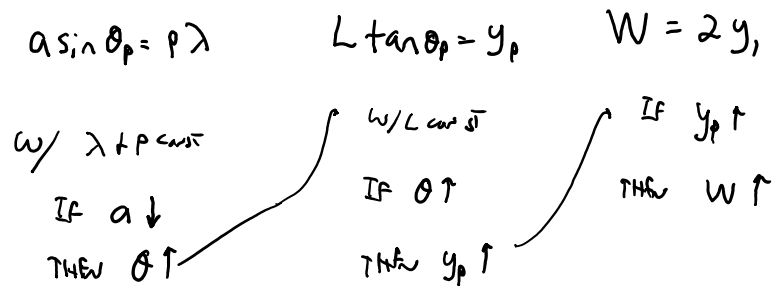 a sin θₚ = pλ
W/ λ + p const
IF a ↓
THEN θ ↑
L tan θₚ = yₚ
W/ L const
IF θ ↑
THEN yₚ ↑
W = 2y₁
IF yₚ ↑
THEN W ↑